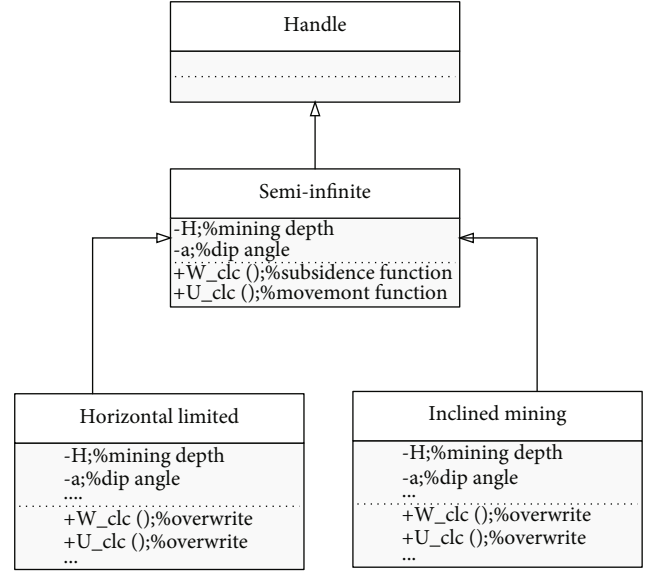 Handle
Semi-infinite
-H;%mining depth
-a;%dip angle
+W_clc ();%subsidence function
+U_clc ();%movemont function
Horizontal limited
-H;%mining depth
-a;%dip angle
....
+W_clc ();%overwrite
+U_clc ();%overwrite
...
Inclined mining
-H;%mining depth
-a;%dip angle
...
+W_clc ();%overwrite
+U_clc ();%overwrite
...